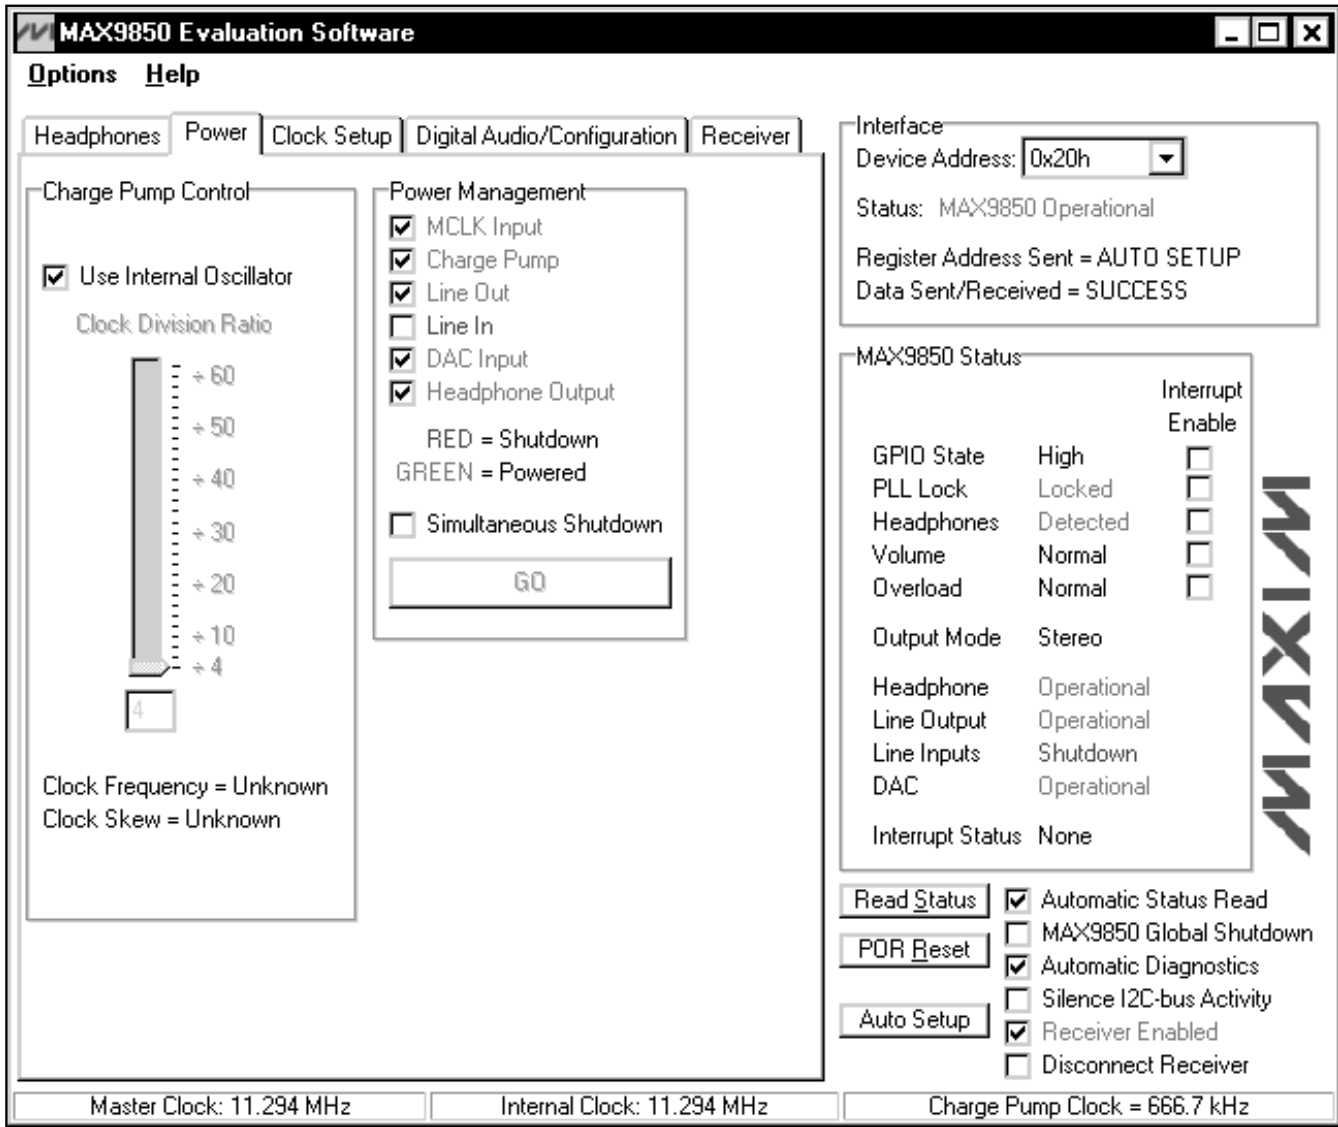 MAX9850 Evaluation Software
Options Help
Headphones Power Clock Setup Digital Audio/Configuration Receiver
Charge Pump Control
Use Internal Oscillator
Clock Division Ratio
÷ 60
÷ 50
÷ 40
÷ 30
÷ 20
÷ 10
÷ 4
4
Clock Frequency = Unknown
Clock Skew = Unknown
Power Management
MCLK Input
Charge Pump
Line Out
Line In
DAC Input
Headphone Output
RED = Shutdown
GREEN = Powered
Simultaneous Shutdown
GO
Interface
Device Address: 0x20h
Status: MAX9850 Operational
Register Address Sent = AUTO SETUP
Data Sent/Received = SUCCESS
MAX9850 Status
Interrupt
Enable
GPIO State High
PLL Lock Locked
Headphones Detected
Volume Normal
Overload Normal
Output Mode Stereo
Headphone Operational
Line Output Operational
Line Inputs Shutdown
DAC Operational
Interrupt Status None
MAXIM
Read Status
POR Reset
Auto Setup
Automatic Status Read
MAX9850 Global Shutdown
Automatic Diagnostics
Silence I2C-bus Activity
Receiver Enabled
Disconnect Receiver
Master Clock: 11.294 MHz Internal Clock: 11.294 MHz Charge Pump Clock = 666.7 kHz